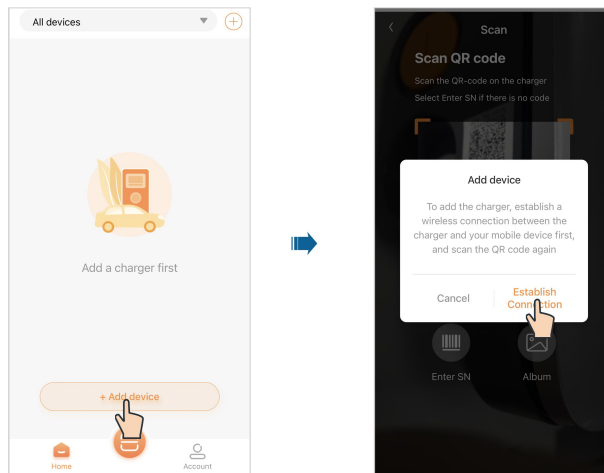 All devices
Add a charger first
+ Add device
Home
Account
Scan
Scan QR code
Scan the QR-code on the charger
Select Enter SN if there is no code
Add device
To add the charger, establish a
wireless connection between the
charger and your mobile device first,
and scan the QR code again
Cancel
Establish
Connection
Enter SN
Album